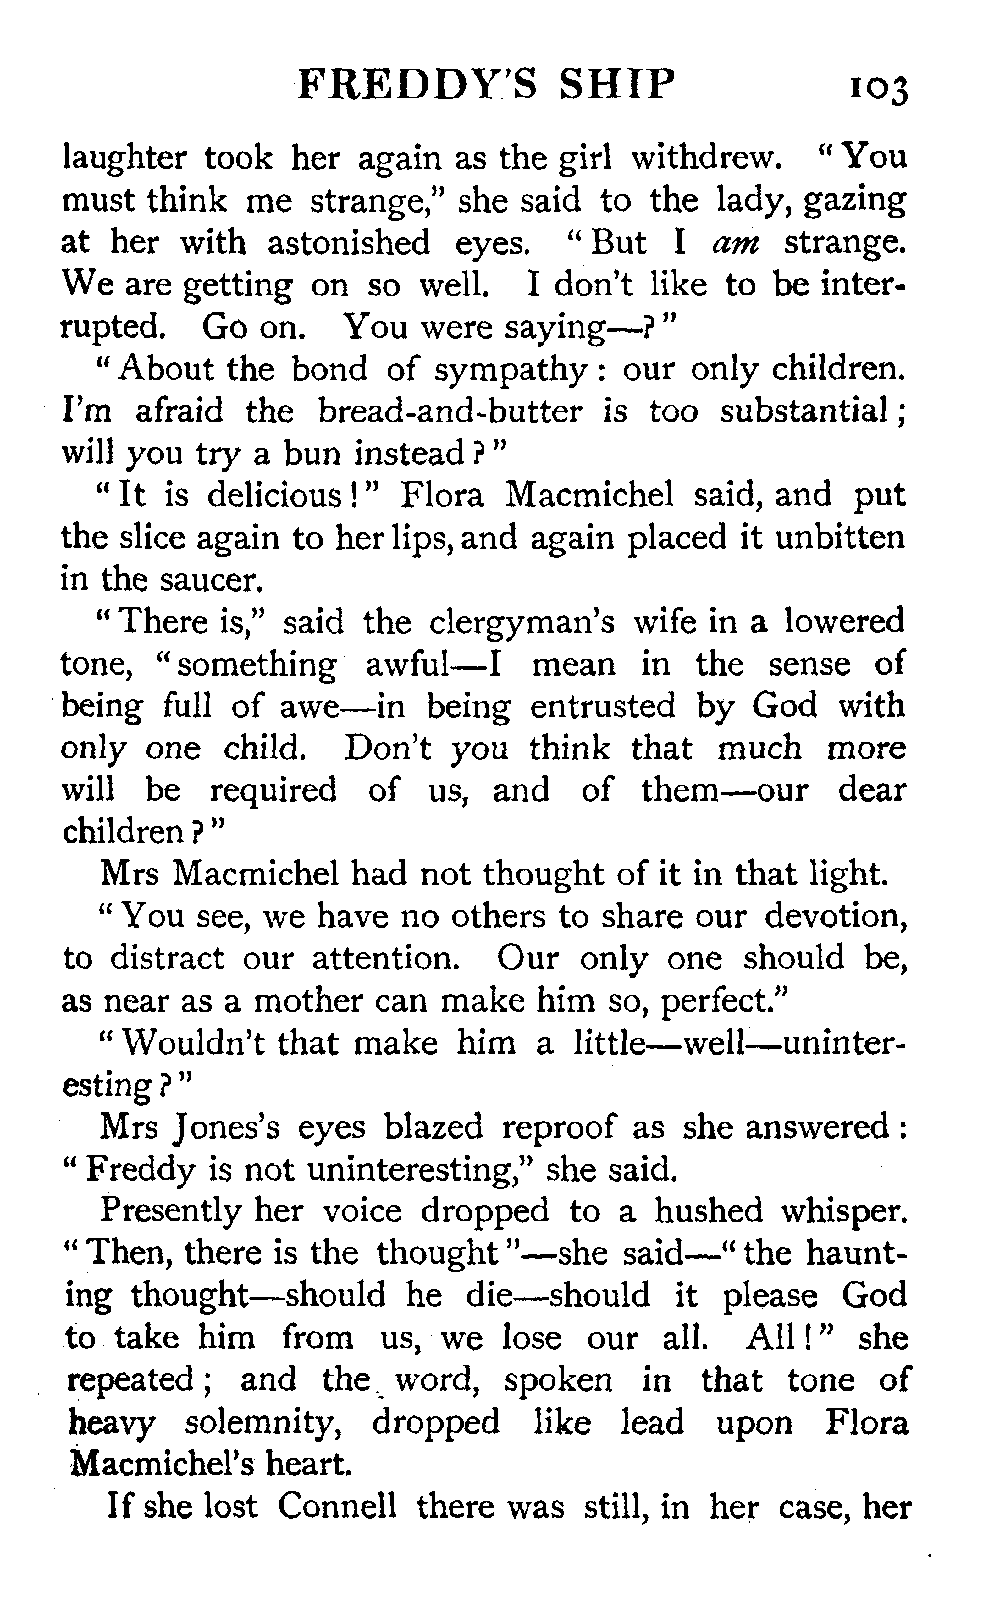 FREDDY'S SHIP 103
laughter took her again as the girl withdrew. "You
must think me strange," she said to the lady, gazing
at her with astonished eyes. "But I am strange.
We are getting on so well. I don't like to be inter-
rupted. Go on. You were saying—?"
"About the bond of sympathy: our only children.
I'm afraid the bread-and-butter is too substantial;
will you try a bun instead?"
"It is delicious!" Flora Macmichel said, and put
the slice again to her lips, and again placed it unbitten
in the saucer.
"There is," said the clergyman's wife in a lowered
tone, "something awful—I mean in the sense of
being full of awe—in being entrusted by God with
only one child. Don't you think that much more
will be required of us, and of them—our dear
children?"
Mrs Macmichel had not thought of it in that light.
"You see, we have no others to share our devotion,
to distract our attention. Our only one should be,
as near as a mother can make him so, perfect."
"Wouldn't that make him a little—well—uninter-
esting?"
Mrs Jones's eyes blazed reproof as she answered:
"Freddy is not uninteresting," she said.
Presently her voice dropped to a hushed whisper.
"Then, there is the thought"—she said—"the haunt-
ing thought—should he die—should it please God
to take him from us, we lose our all. All!" she
repeated; and the word, spoken in that tone of
heavy solemnity, dropped like lead upon Flora
Macmichel's heart.
If she lost Connell there was still, in her case, her